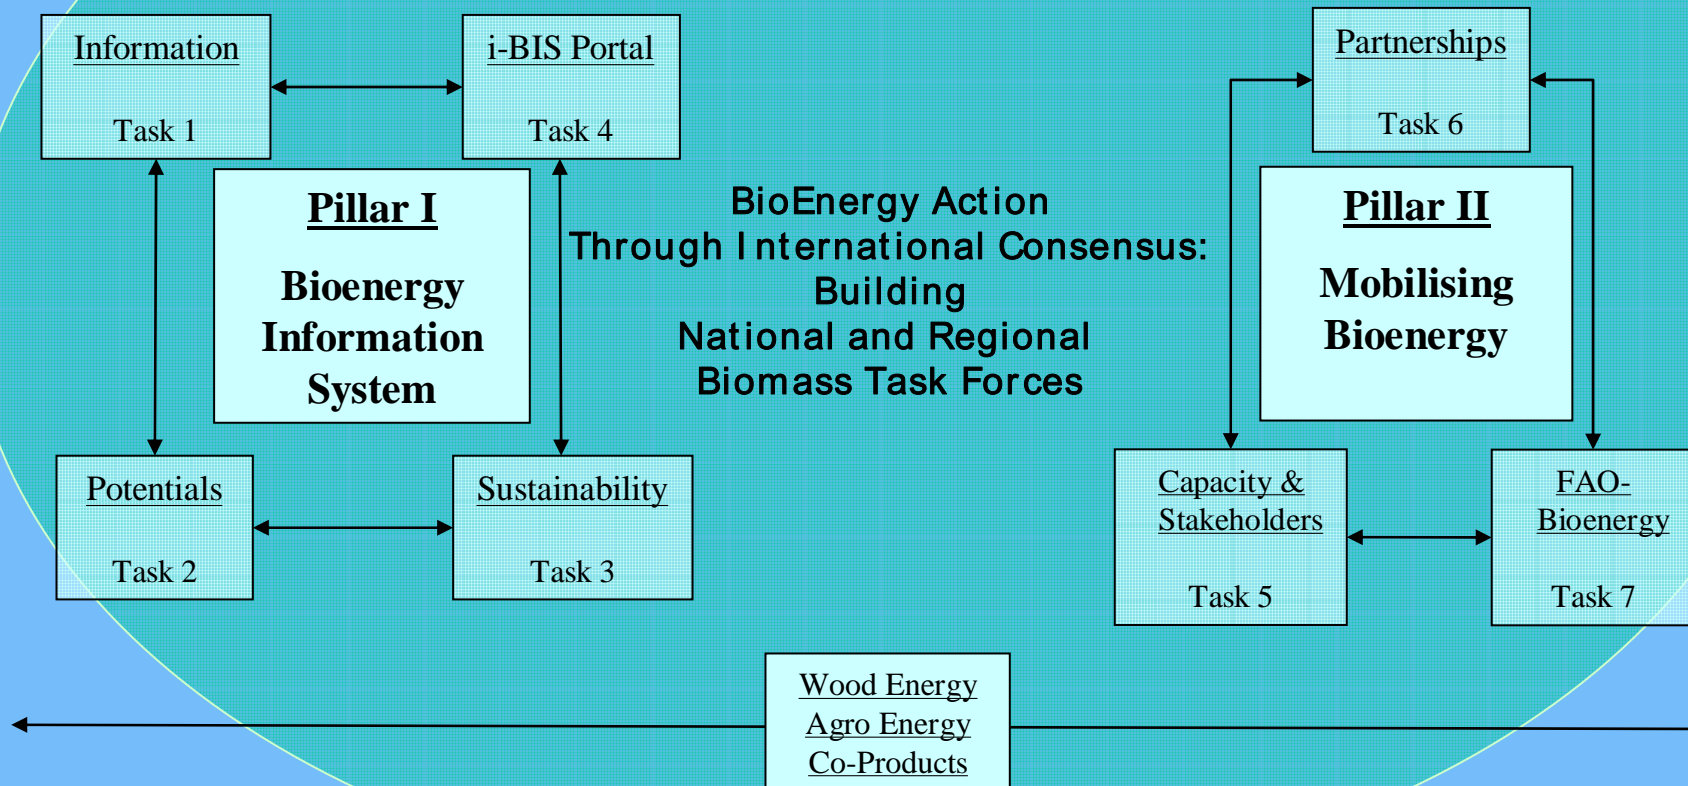 Information
Task 1
i-BIS Portal
Task 4
Pillar I
Bioenergy
Information
System
Potentials
Task 2
Sustainability
Task 3
BioEnergy Action
Through International Consensus:
Building
National and Regional
Biomass Task Forces
Partnerships
Task 6
Pillar II
Mobilising
Bioenergy
Capacity &
Stakeholders
Task 5
FAO-
Bioenergy
Task 7
Wood Energy
Agro Energy
Co-Products